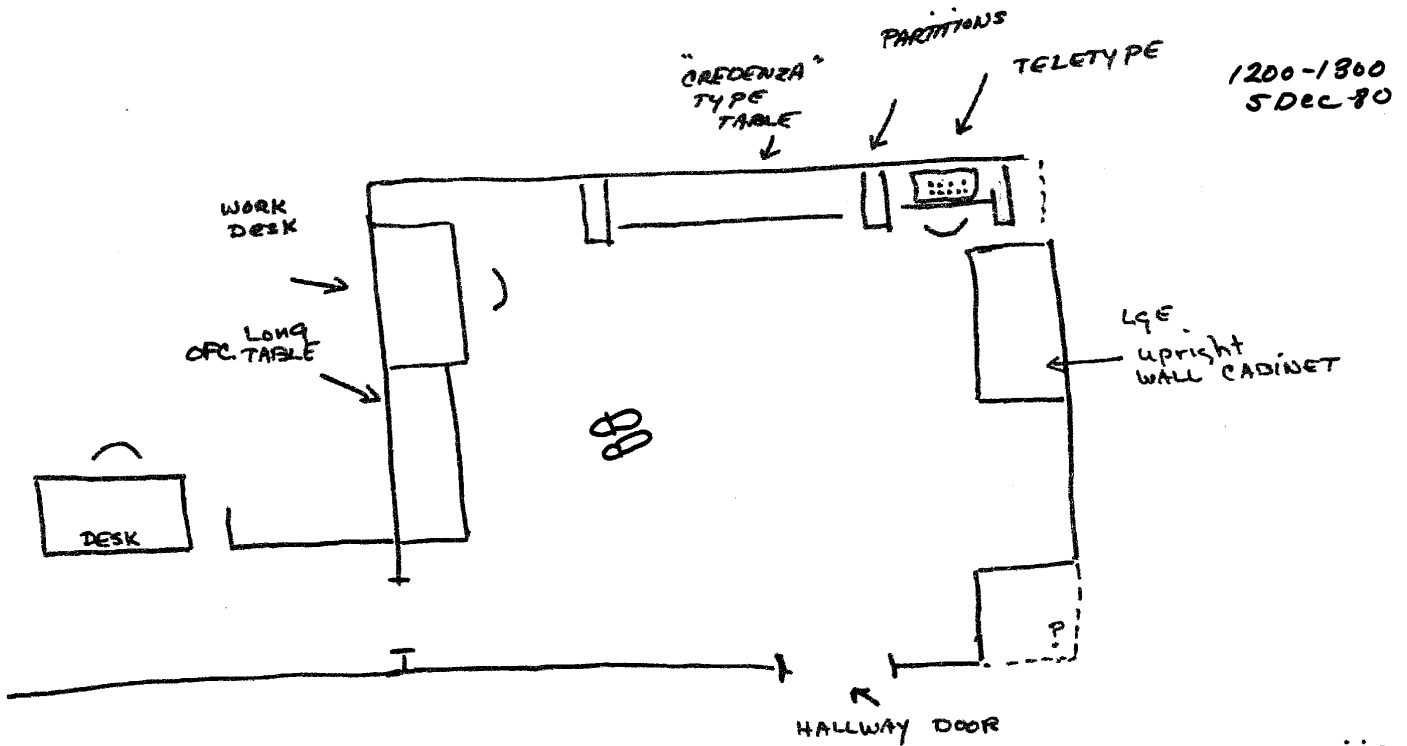 PARTITIONS
"CREDENZA"
TYPE
TABLE
TELETYPE
1200-1300
5 Dec 80
WORK
DESK
LONG
OFC. TABLE
LGE
upright
WALL CABINET
DESK
?
HALLWAY DOOR